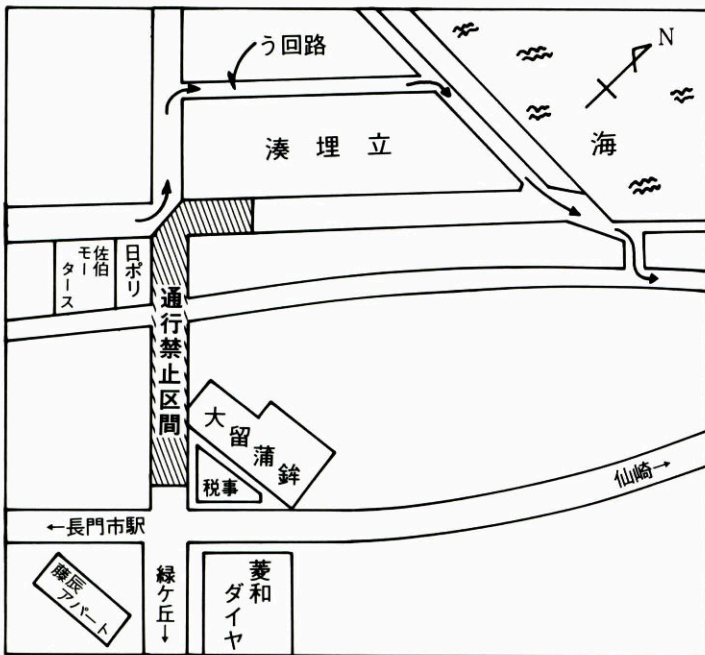 う回路
N
湊埋立
海
佐伯
モータース
日ポリ
通行禁止区間
大留蒲鉾
税事
仙崎→
←長門市駅
藤辰
アパート
緑ケ丘→
菱和
ダイヤ